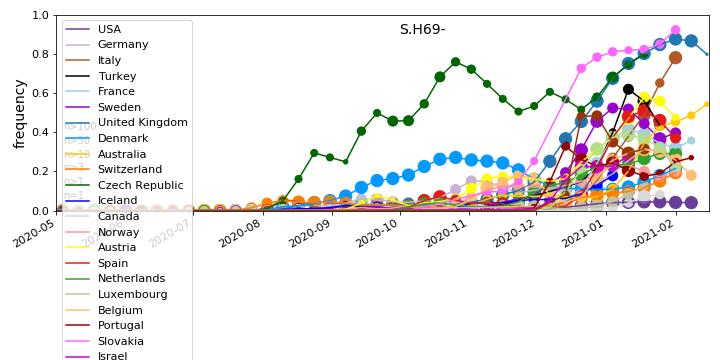 S.H69-
frequency
1.0
0.8
0.6
0.4
0.2
0.0
2020-05
2020-07
2020-08
2020-09
2020-10
2020-11
2020-12
2021-01
2021-02
USA
Germany
Italy
Turkey
France
Sweden
United Kingdom
Denmark
Australia
Switzerland
Czech Republic
Iceland
Canada
Norway
Austria
Spain
Netherlands
Luxembourg
Belgium
Portugal
Slovakia
Israel
n>100